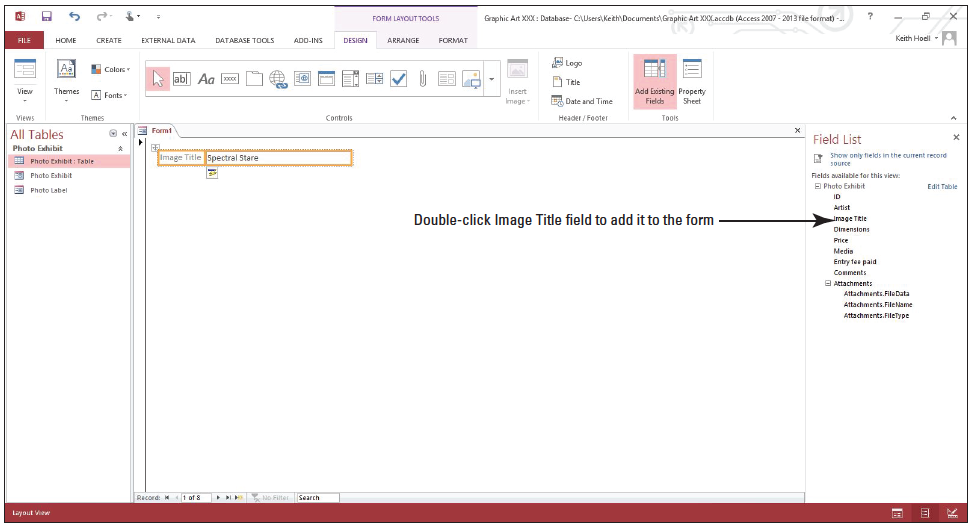 FORM LAYOUT TOOLS
Graphic Art XXX : Database- C:\Users\Keith\Documents\Graphic Art XXX.accdb (Access 2007 - 2013 file format) -...
?
FILE HOME CREATE EXTERNAL DATA DATABASE TOOLS ADD-INS DESIGN ARRANGE FORMAT
Keith Hoell
View
Themes
Colors
Fonts
Aa
ab|
Aa
xxxx
Insert
Image
Logo
Title
Date and Time
Add Existing
Fields
Property
Sheet
Views
Themes
Controls
Header / Footer
Tools
All Tables
Photo Exhibit
Photo Exhibit : Table
Photo Exhibit
Photo Label
Form1
Image Title Spectral Stare
Double-click Image Title field to add it to the form
Field List
Show only fields in the current record
source
Fields available for this view:
Photo Exhibit Edit Table
ID
Artist
Image Title
Dimensions
Price
Media
Entry fee paid
Comments
Attachments
Attachments.FileData
Attachments.FileName
Attachments.FileType
Record: 1 of 8 No Filter Search
Layout View